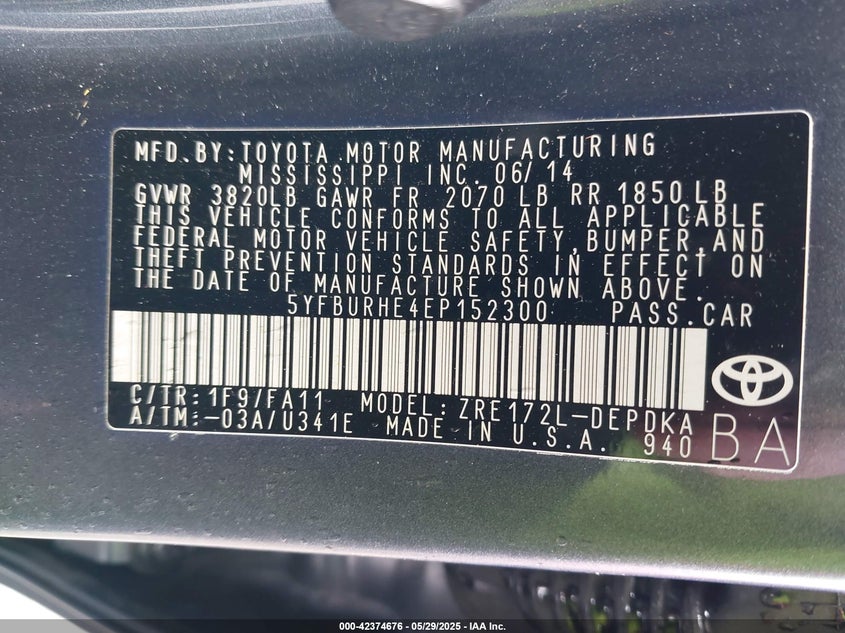 MFD.BY:TOYOTA MOTOR MANUFACTURING
MISSISSIPPI INC. 06/14
GVWR 3820LB GAWR FR 2070 LB RR 1850LB
THIS VEHICLE CONFORMS TO ALL APPLICABLE
FEDERAL MOTOR VEHICLE SAFETY,BUMPER,AND
THEFT PREVENTION STANDARDS IN EFFECT ON
THE DATE OF MANUFACTURE SHOWN ABOVE.
5YFBURHE4EP152300 PASS.CAR
C/TR:1F9/FA11 MODEL:ZRE172L-DEPDKA
A/TM:-03A/U341E MADE IN U.S.A. 940
BA
000-42374676 - 05/29/2025 - IAA Inc.